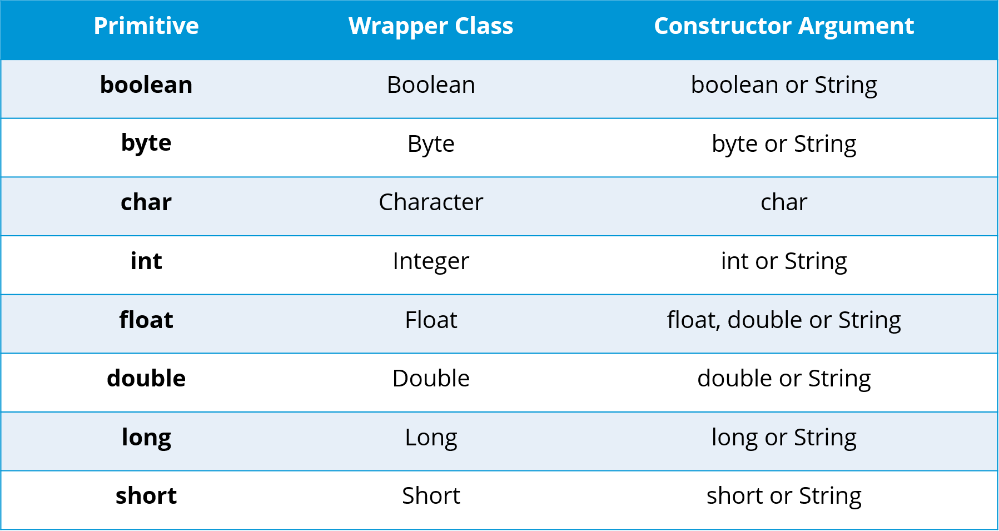 Primitive Wrapper Class Constructor Argument
boolean Boolean boolean or String
byte Byte byte or String
char Character char
int Integer int or String
float Float float, double or String
double Double double or String
long Long long or String
short Short short or String